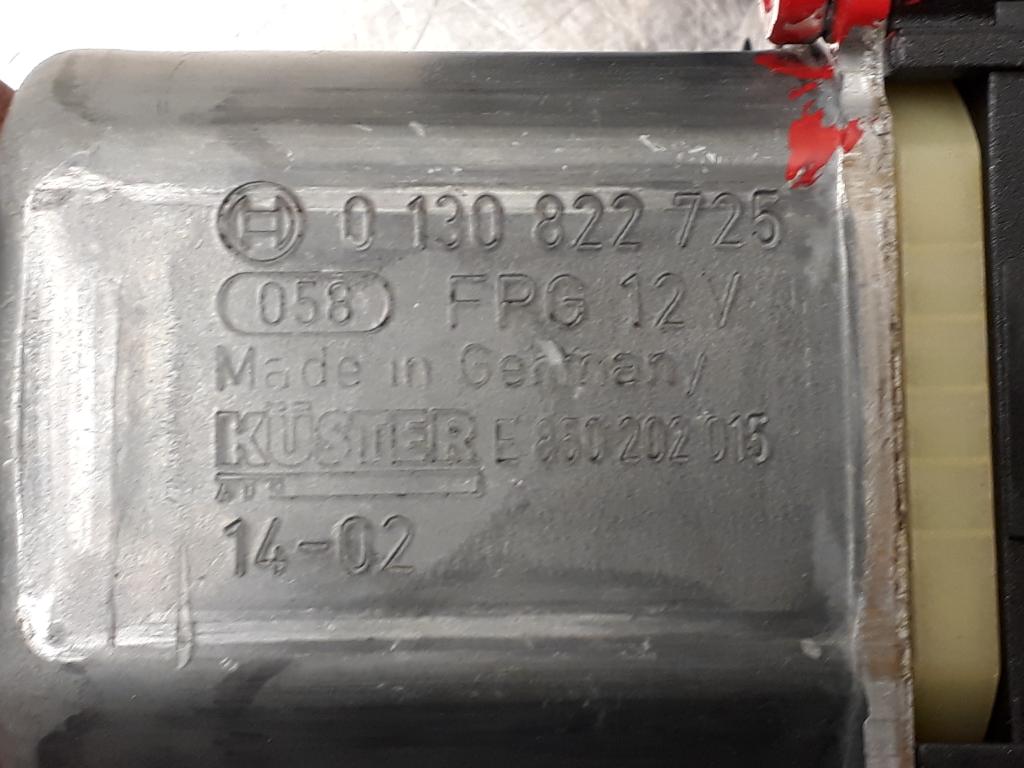 0 130 822 725
058 FPG 12 V
Made in Germany
KÜSTER E 850 202 015
14-02